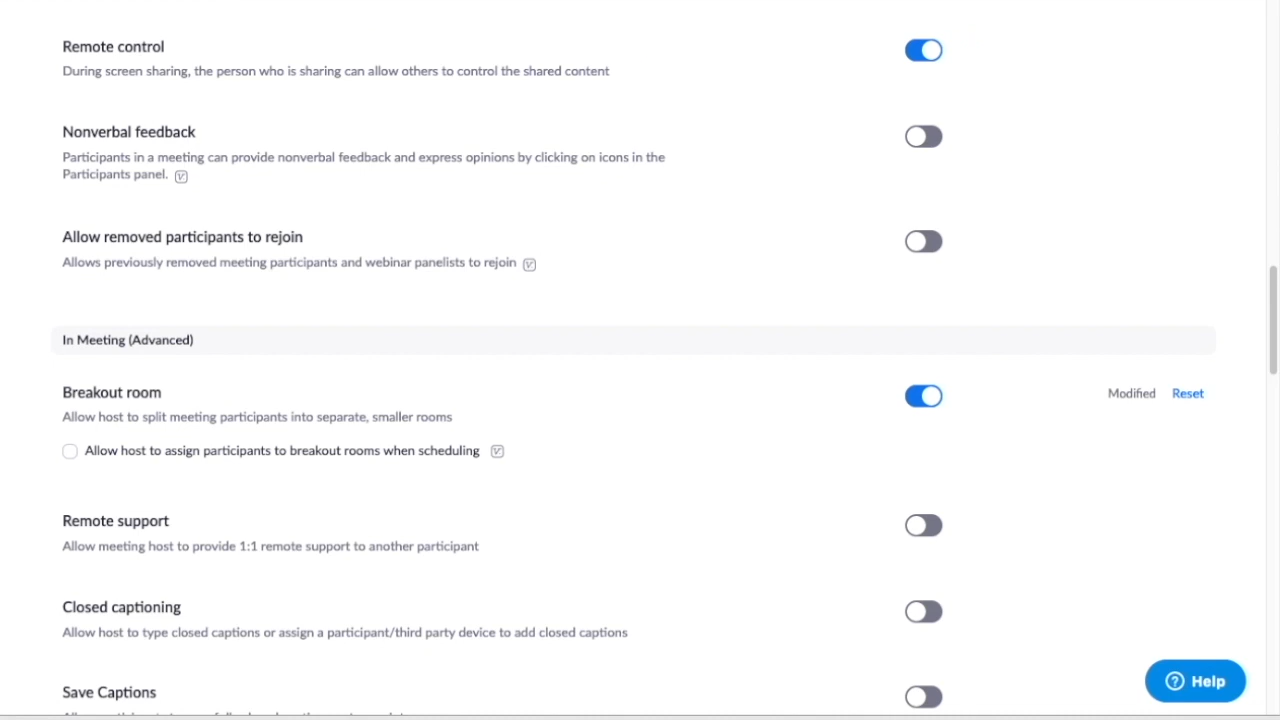 Remote control
During screen sharing, the person who is sharing can allow others to control the shared content
Nonverbal feedback
Participants in a meeting can provide nonverbal feedback and express opinions by clicking on icons in the
Participants panel.
Allow removed participants to rejoin
Allows previously removed meeting participants and webinar panelists to rejoin
In Meeting (Advanced)
Breakout room
Modified Reset
Allow host to split meeting participants into separate, smaller rooms
Allow host to assign participants to breakout rooms when scheduling
Remote support
Allow meeting host to provide 1:1 remote support to another participant
Closed captioning
Allow host to type closed captions or assign a participant/third party device to add closed captions
Help
Save Captions